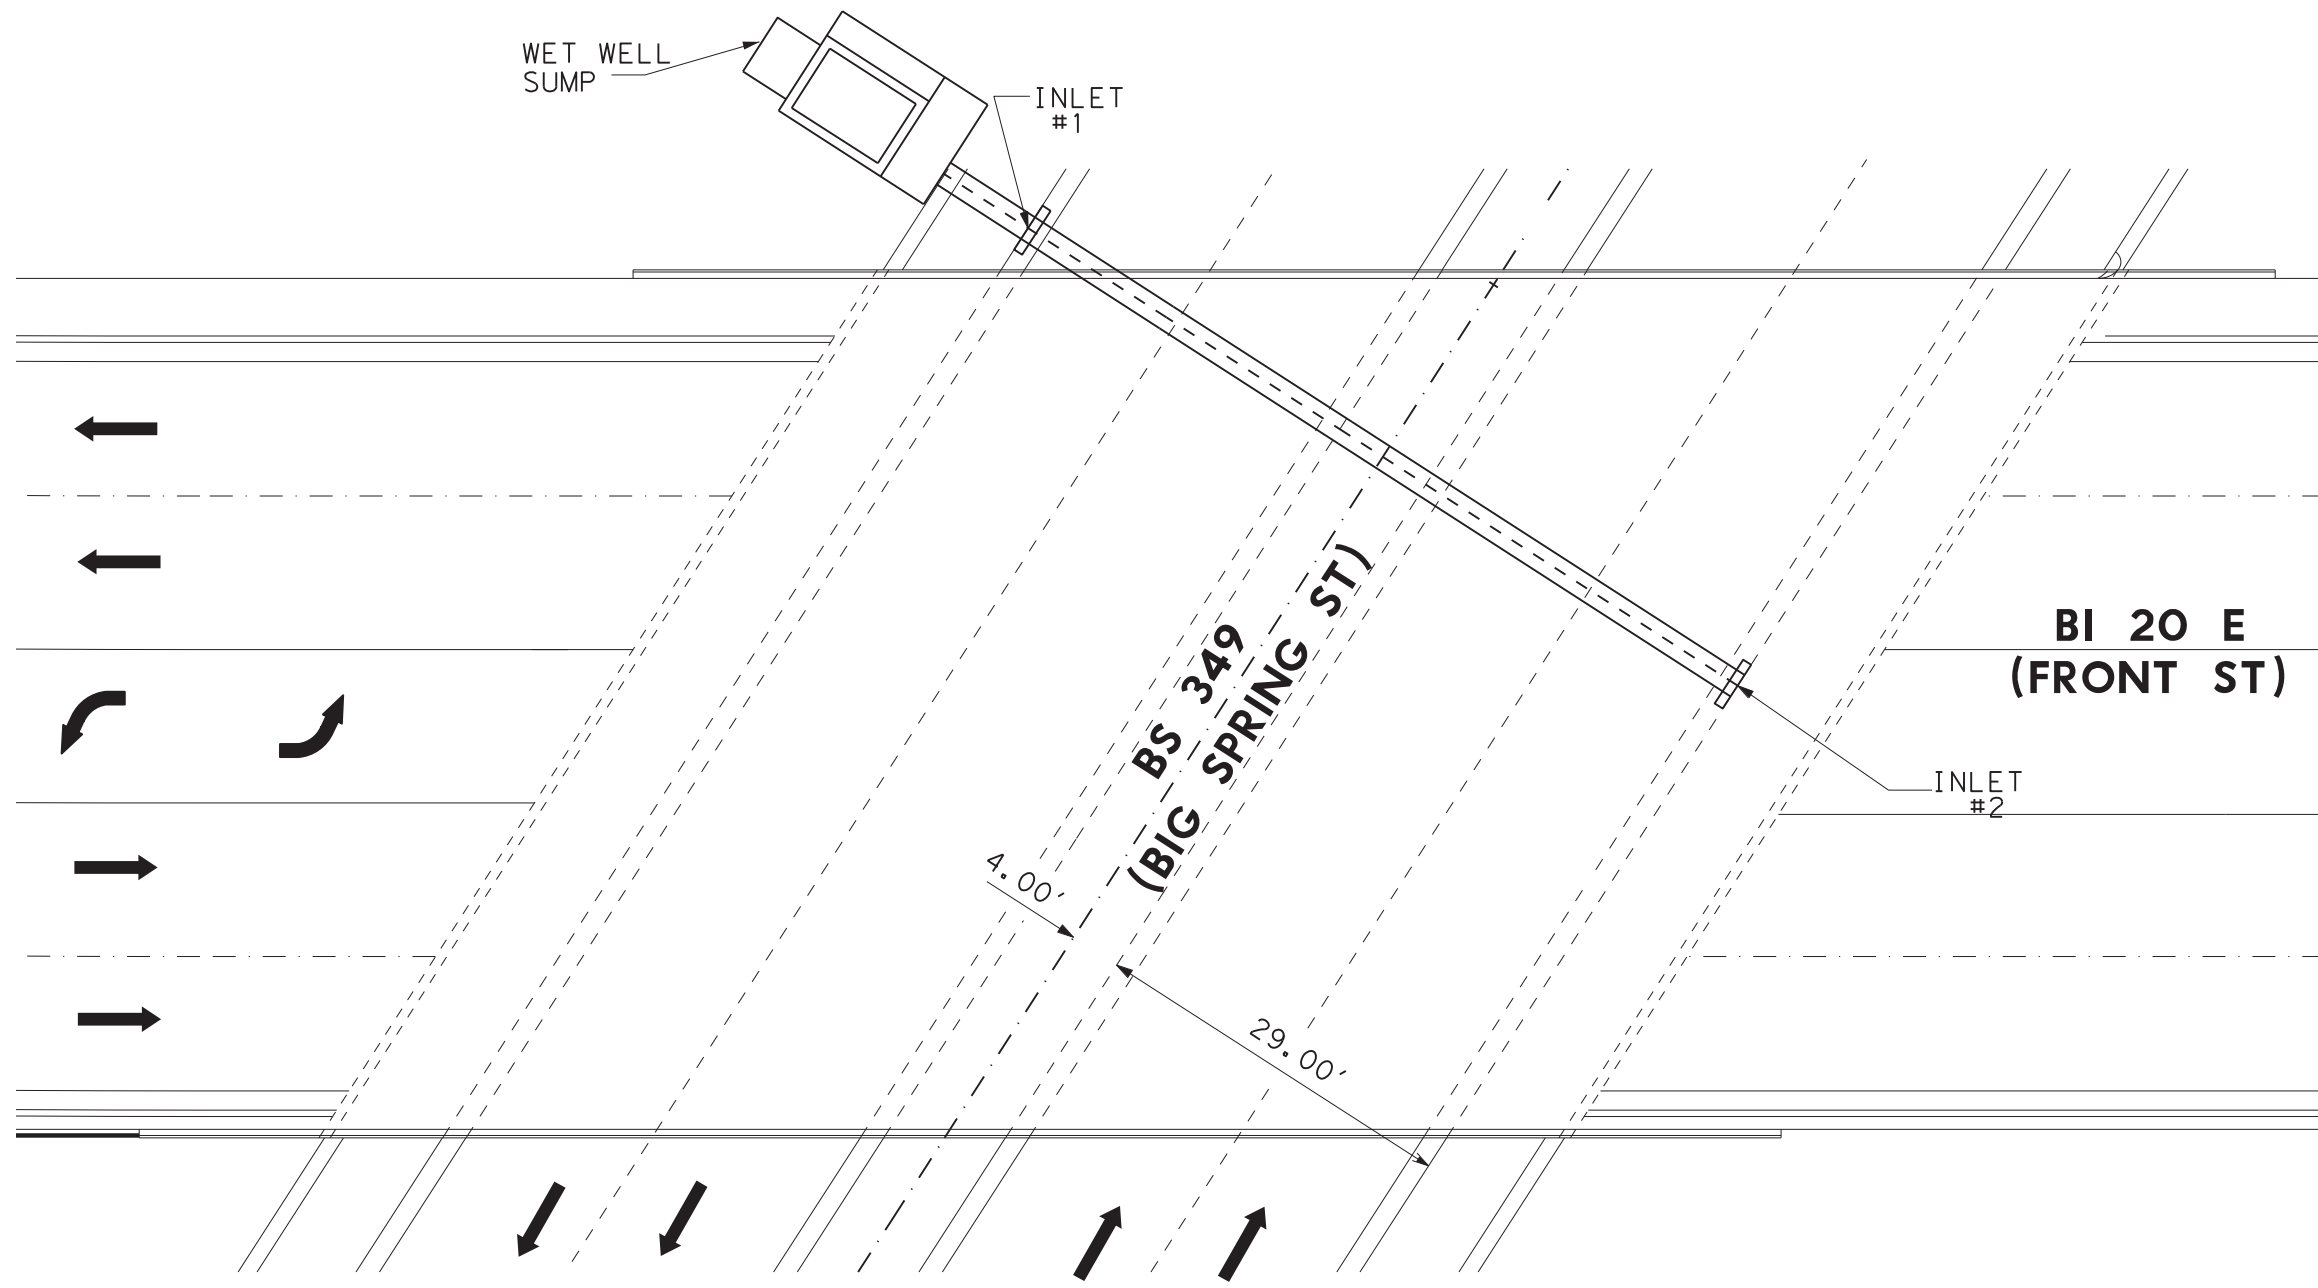 WET WELL
SUMP
INLET
#1
BS 349
(BIG SPRING ST)
BI 20 E
(FRONT ST)
INLET
#2
4.00'
29.00'